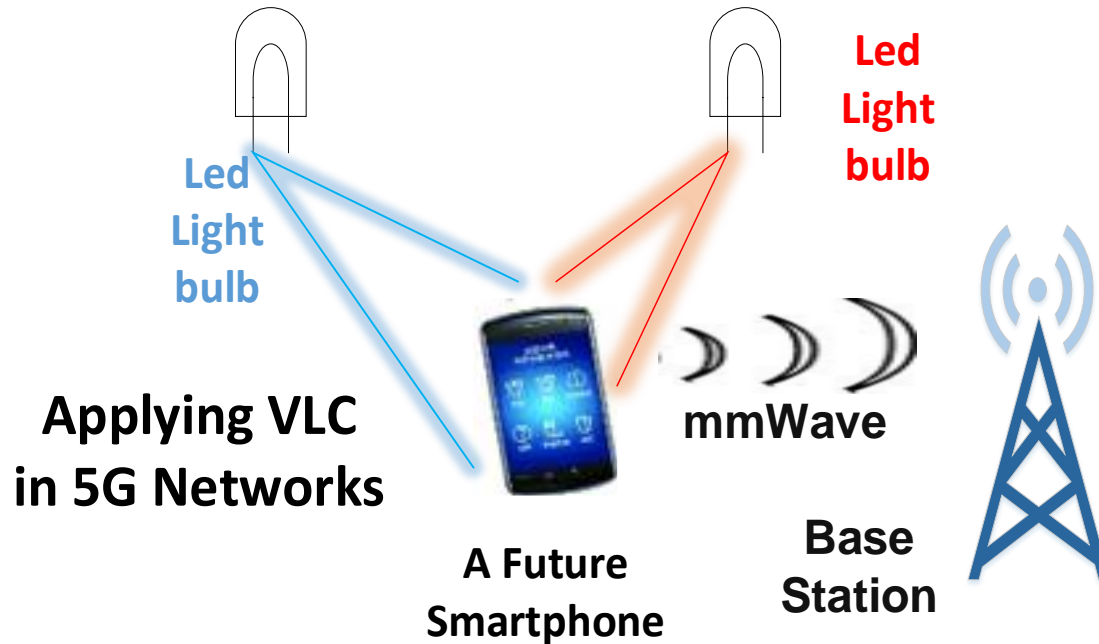 Led
Light
bulb
Led
Light
bulb
Applying VLC
in 5G Networks
mmWave
A Future
Smartphone
Base
Station